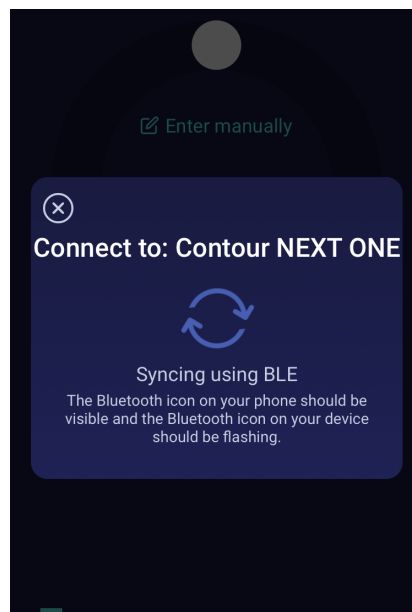 Enter manually
Connect to: Contour NEXT ONE
Syncing using BLE
The Bluetooth icon on your phone should be
visible and the Bluetooth icon on your device
should be flashing.